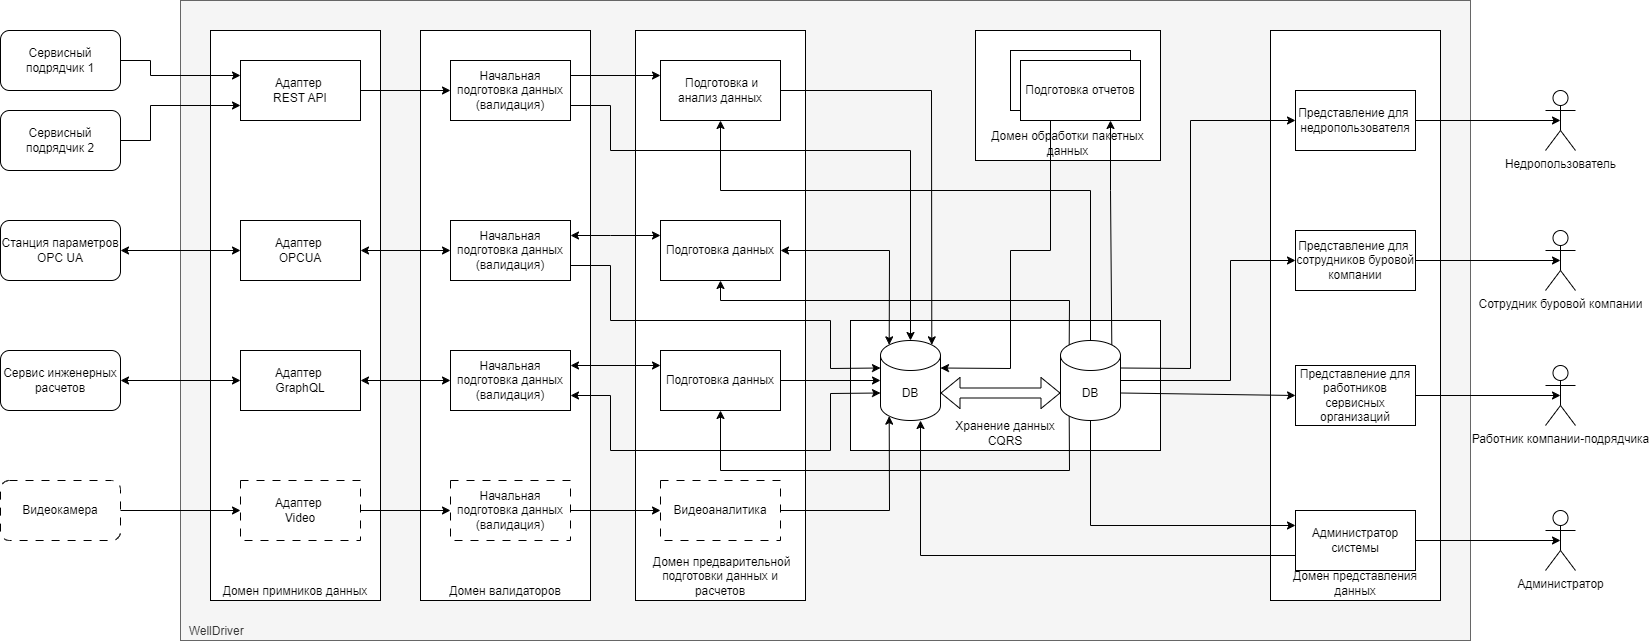 Сервисный
подрядчик 1
Сервисный
подрядчик 2
Станция параметров
OPC UA
Сервис инженерных
расчетов
Видеокамера
Адаптер
REST API
Адаптер
OPCUA
Адаптер
GraphQL
Адаптер
Video
Домен примников данных
Начальная
подготовка данных
(валидация)
Начальная
подготовка данных
(валидация)
Начальная
подготовка данных
(валидация)
Начальная
подготовка данных
(валидация)
Домен валидаторов
Подготовка и
анализ данных
Подготовка данных
Подготовка данных
Видеоаналитика
Домен предварительной
подготовки данных и
расчетов
Подготовка отчетов
Домен обработки пакетных
данных
DB
DB
Хранение данных
CQRS
Представление для
недропользователя
Представление для
сотрудников буровой
компании
Представление для
работников
сервисных
организаций
Администратор
системы
Домен представления
данных
Недропользователь
Сотрудник буровой компании
Работник компании-подрядчика
Администратор
WellDriver